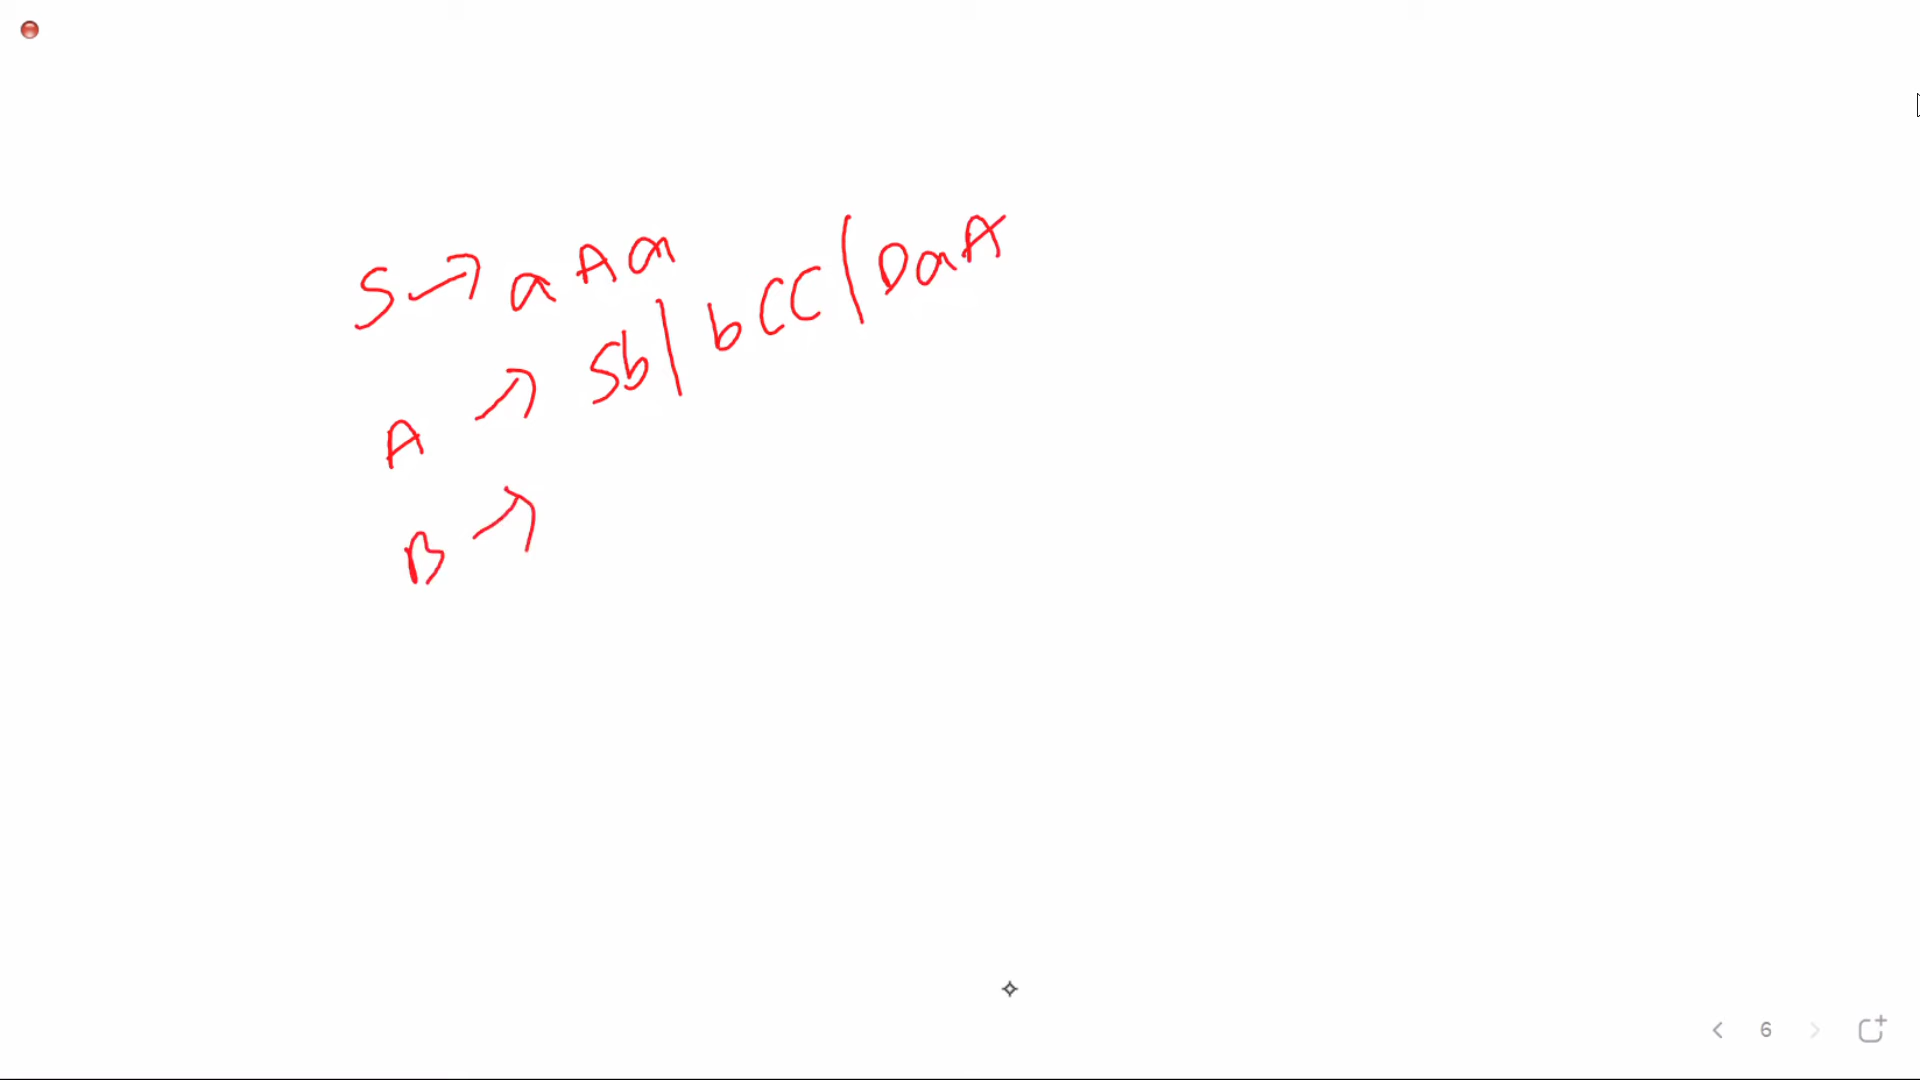 S → aAa
A → Sb | bCC | DaA
B →
6